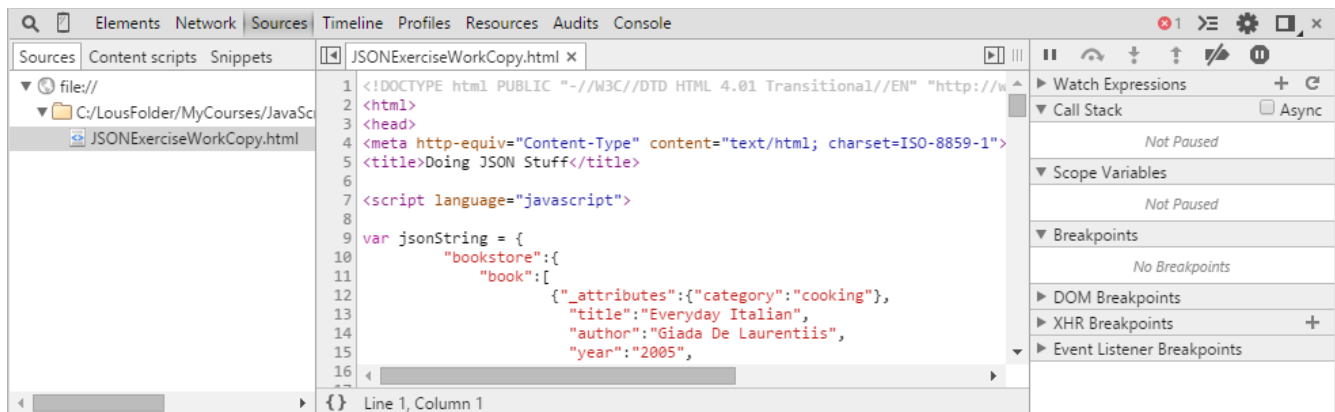 Elements Network Sources Timeline Profiles Resources Audits Console 1
Sources Content scripts Snippets
file://
C:/LousFolder/MyCourses/JavaSc
JSONExerciseWorkCopy.html
JSONExerciseWorkCopy.html ×
1 <!DOCTYPE html PUBLIC "-//W3C//DTD HTML 4.01 Transitional//EN" "http://w
2 <html>
3 <head>
4 <meta http-equiv="Content-Type" content="text/html; charset=ISO-8859-1">
5 <title>Doing JSON Stuff</title>
6
7 <script language="javascript">
8
9 var jsonString = {
10 "bookstore":{
11 "book":[
12 {"_attributes":{"category":"cooking"},
13 "title":"Everyday Italian",
14 "author":"Giada De Laurentiis",
15 "year":"2005",
16
{} Line 1, Column 1
Watch Expressions
Call Stack Async
Not Paused
Scope Variables
Not Paused
Breakpoints
No Breakpoints
DOM Breakpoints
XHR Breakpoints
Event Listener Breakpoints